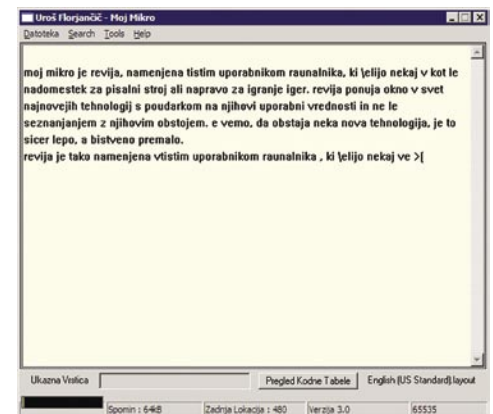 Uroš Florjančič - Moj Mikro
Datoteka Search Tools Help
moj mikro je revija, namenjena tistim uporabnikom raunalnika, ki \elijo nekaj v kot le
nadomestek za pisalni stroj ali napravo za igranje iger. revija ponuja okno v svet
najnovejih tehnologij s poudarkom na njihovi uporabni vrednosti in ne le
seznanjanjem z njihovim obstojem. e vemo, da obstaja neka nova tehnologija, je to
sicer lepo, a bistveno premalo.
revija je tako namenjena vtistim uporabnikom raunalnika , ki \elijo nekaj ve >[
Ukazna Vrstica Pregled Kodne Tabele English (US Standard) layout
Spomin : 64kB Zadnja Lokacija : 480 Verzija 3.0 65535